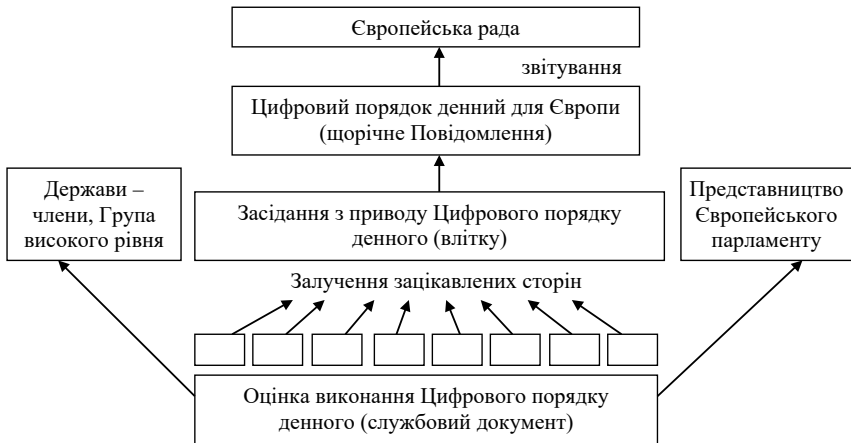 Європейська рада
звітування
Цифровий порядок денний для Європи
(щорічне Повідомлення)
Держави –
члени, Група
високого рівня
Засідання з приводу Цифрового порядку
денного (влітку)
Представництво
Європейського
парламенту
Залучення зацікавлених сторін
Оцінка виконання Цифрового порядку
денного (службовий документ)